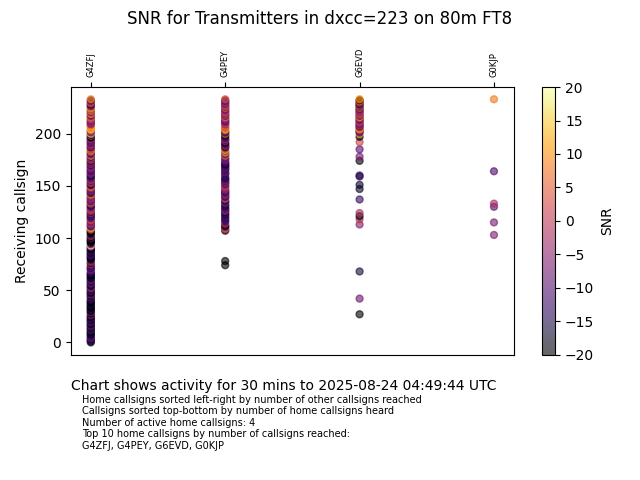 SNR for Transmitters in dxcc=223 on 80m FT8
G4ZFJ G4PEY G6EVD G0KJP
200
150
100
50
0
Receiving callsign
20
15
10
5
0
−5
−10
−15
−20
SNR
Chart shows activity for 30 mins to 2025-08-24 04:49:44 UTC
Home callsigns sorted left-right by number of other callsigns reached
Callsigns sorted top-bottom by number of home callsigns heard
Number of active home callsigns: 4
Top 10 home callsigns by number of callsigns reached:
G4ZFJ, G4PEY, G6EVD, G0KJP